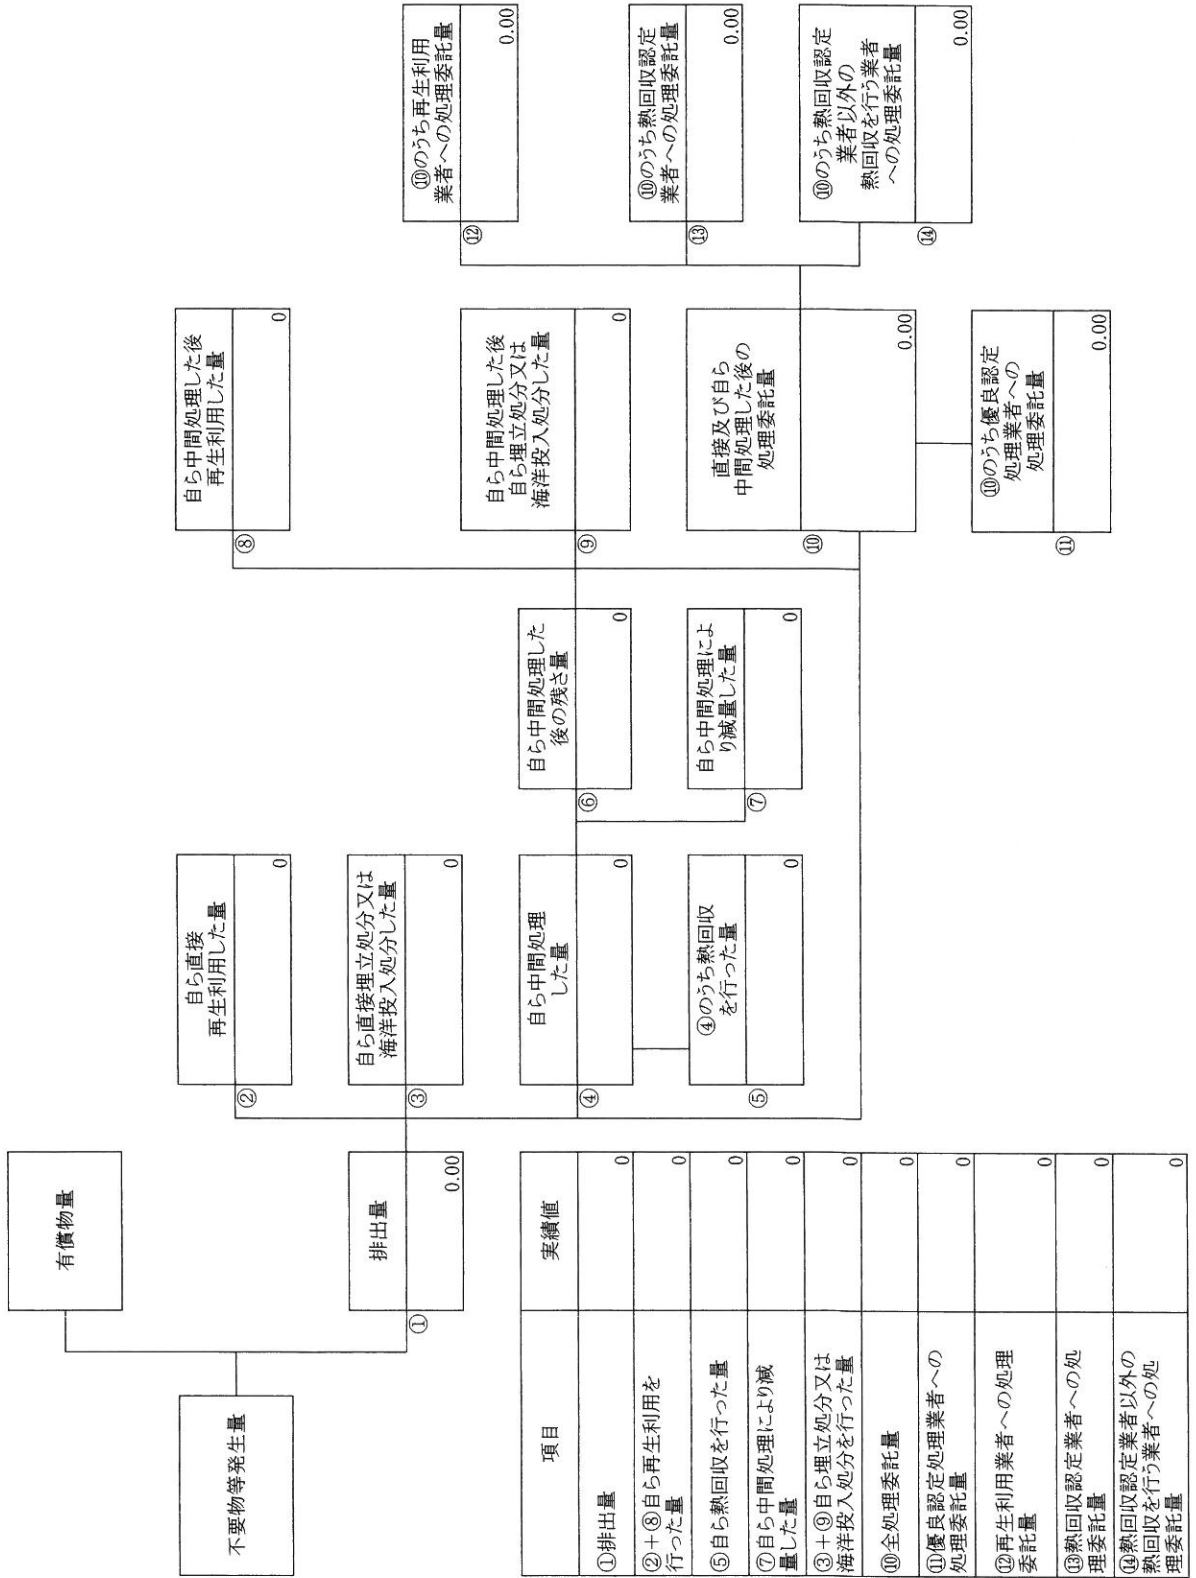 不要物等発生量
有償物量
①
排出量
0.00
②
自ら直接
再生利用した量
0
③
自ら直接埋立処分又は
海洋投入処分した量
0
④
自ら中間処理
した量
0
⑤
④のうち熱回収
を行った量
0
⑥
自ら中間処理した
後の残さ量
0
⑦
自ら中間処理によ
り減量した量
0
⑧
自ら中間処理した後
再生利用した量
0
⑨
自ら中間処理した後
自ら埋立処分又は
海洋投入処分した量
0
⑩
直接及び自ら
中間処理した後の
処理委託量
0.00
⑪
⑩のうち優良認定
処理業者への
処理委託量
0.00
⑫
⑩のうち再生利用
業者への処理委託量
0.00
⑬
⑩のうち熱回収認定
業者への処理委託量
0.00
⑭
⑩のうち熱回収認定
業者以外の
熱回収を行う業者
への処理委託量
0.00
項目
実績値
①排出量
0
②+⑧自ら再生利用を
行った量
0
⑤自ら熱回収を行った量
0
⑦自ら中間処理により減
量した量
0
③+⑨自ら埋立処分又は
海洋投入処分を行った量
0
⑩全処理委託量
0
⑪優良認定処理業者への
処理委託量
0
⑫再生利用業者への処理
委託量
0
⑬熱回収認定業者への処
理委託量
0
⑭熱回収認定業者以外の
熱回収を行う業者への処
理委託量
0